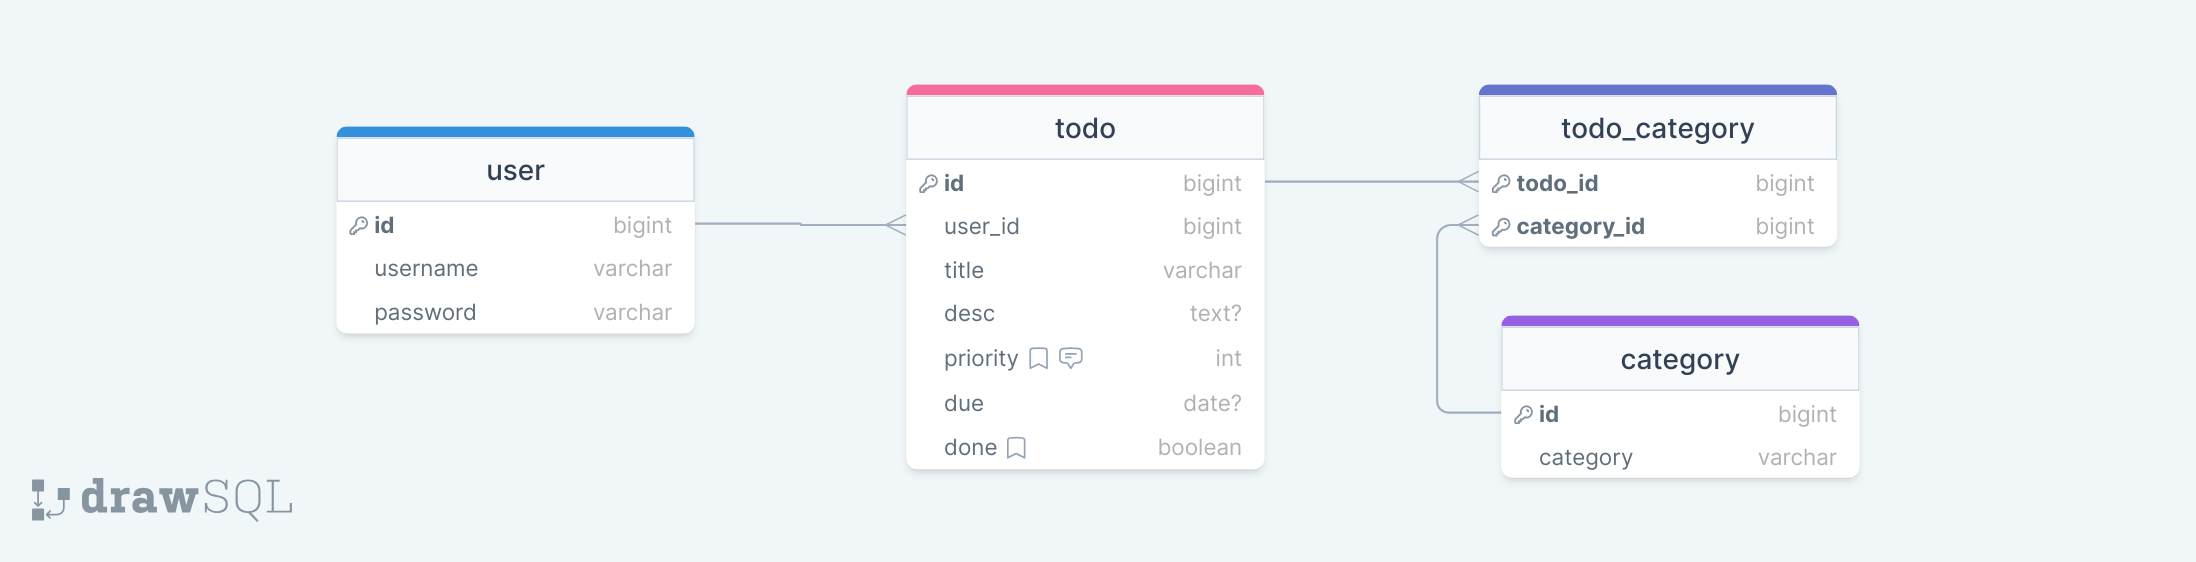 user
id bigint
username varchar
password varchar
todo
id bigint
user_id bigint
title varchar
desc text?
priority int
due date?
done boolean
todo_category
todo_id bigint
category_id bigint
category
id bigint
category varchar
drawSQL